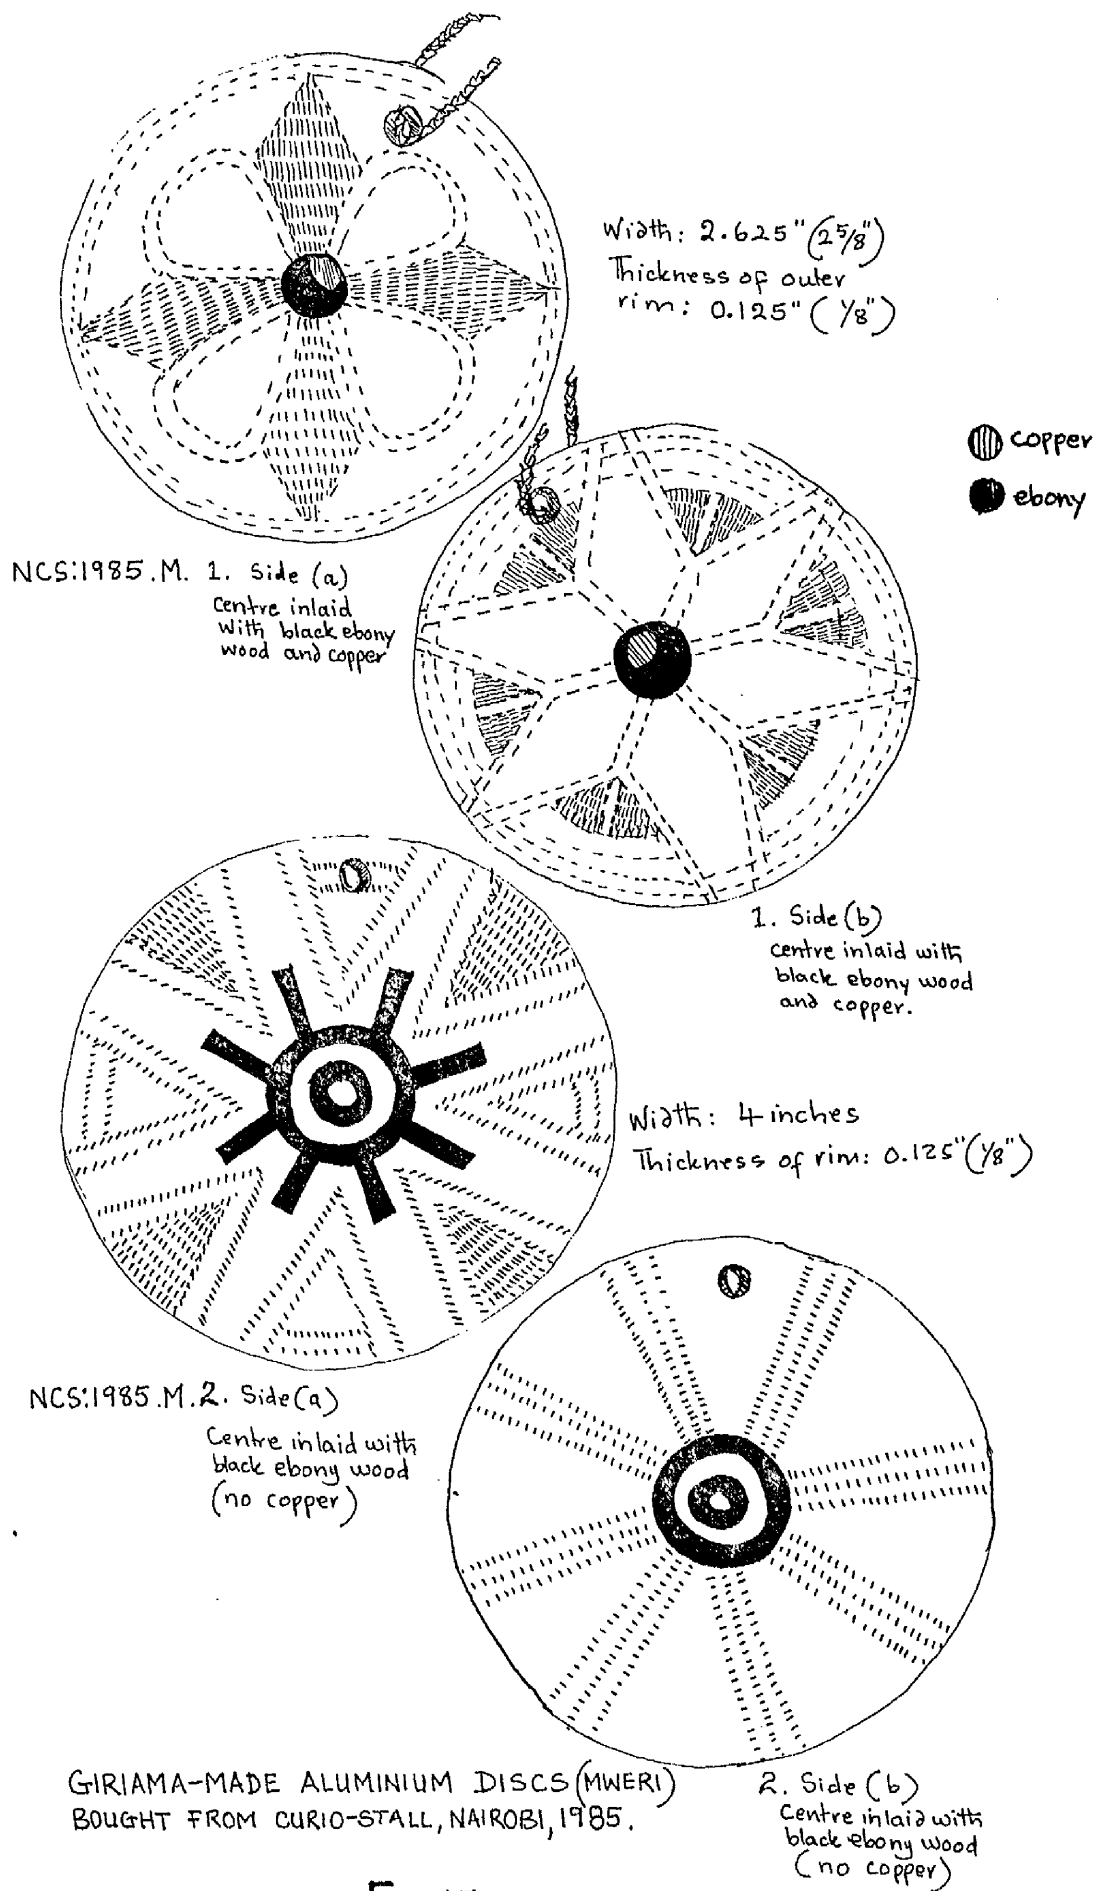 Width: 2.625" (2 5/8")
Thickness of outer
rim: 0.125" (1/8")
copper
ebony
NCS:1985.M. 1. Side (a)
Centre inlaid
with black ebony
wood and copper
1. Side (b)
Centre inlaid with
black ebony wood
and copper.
Width: 4 inches
Thickness of rim: 0.125" (1/8")
NCS:1985.M.2. Side (a)
Centre inlaid with
black ebony wood
(no copper)
GIRIAMA-MADE ALUMINIUM DISCS (MWERI)
BOUGHT FROM CURIO-STALL, NAIROBI, 1985.
2. Side (b)
Centre inlaid with
black ebony wood
(no copper)